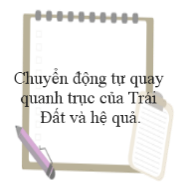 Chuyển động tự quay
quanh trục của Trái
Đất và hệ quả.